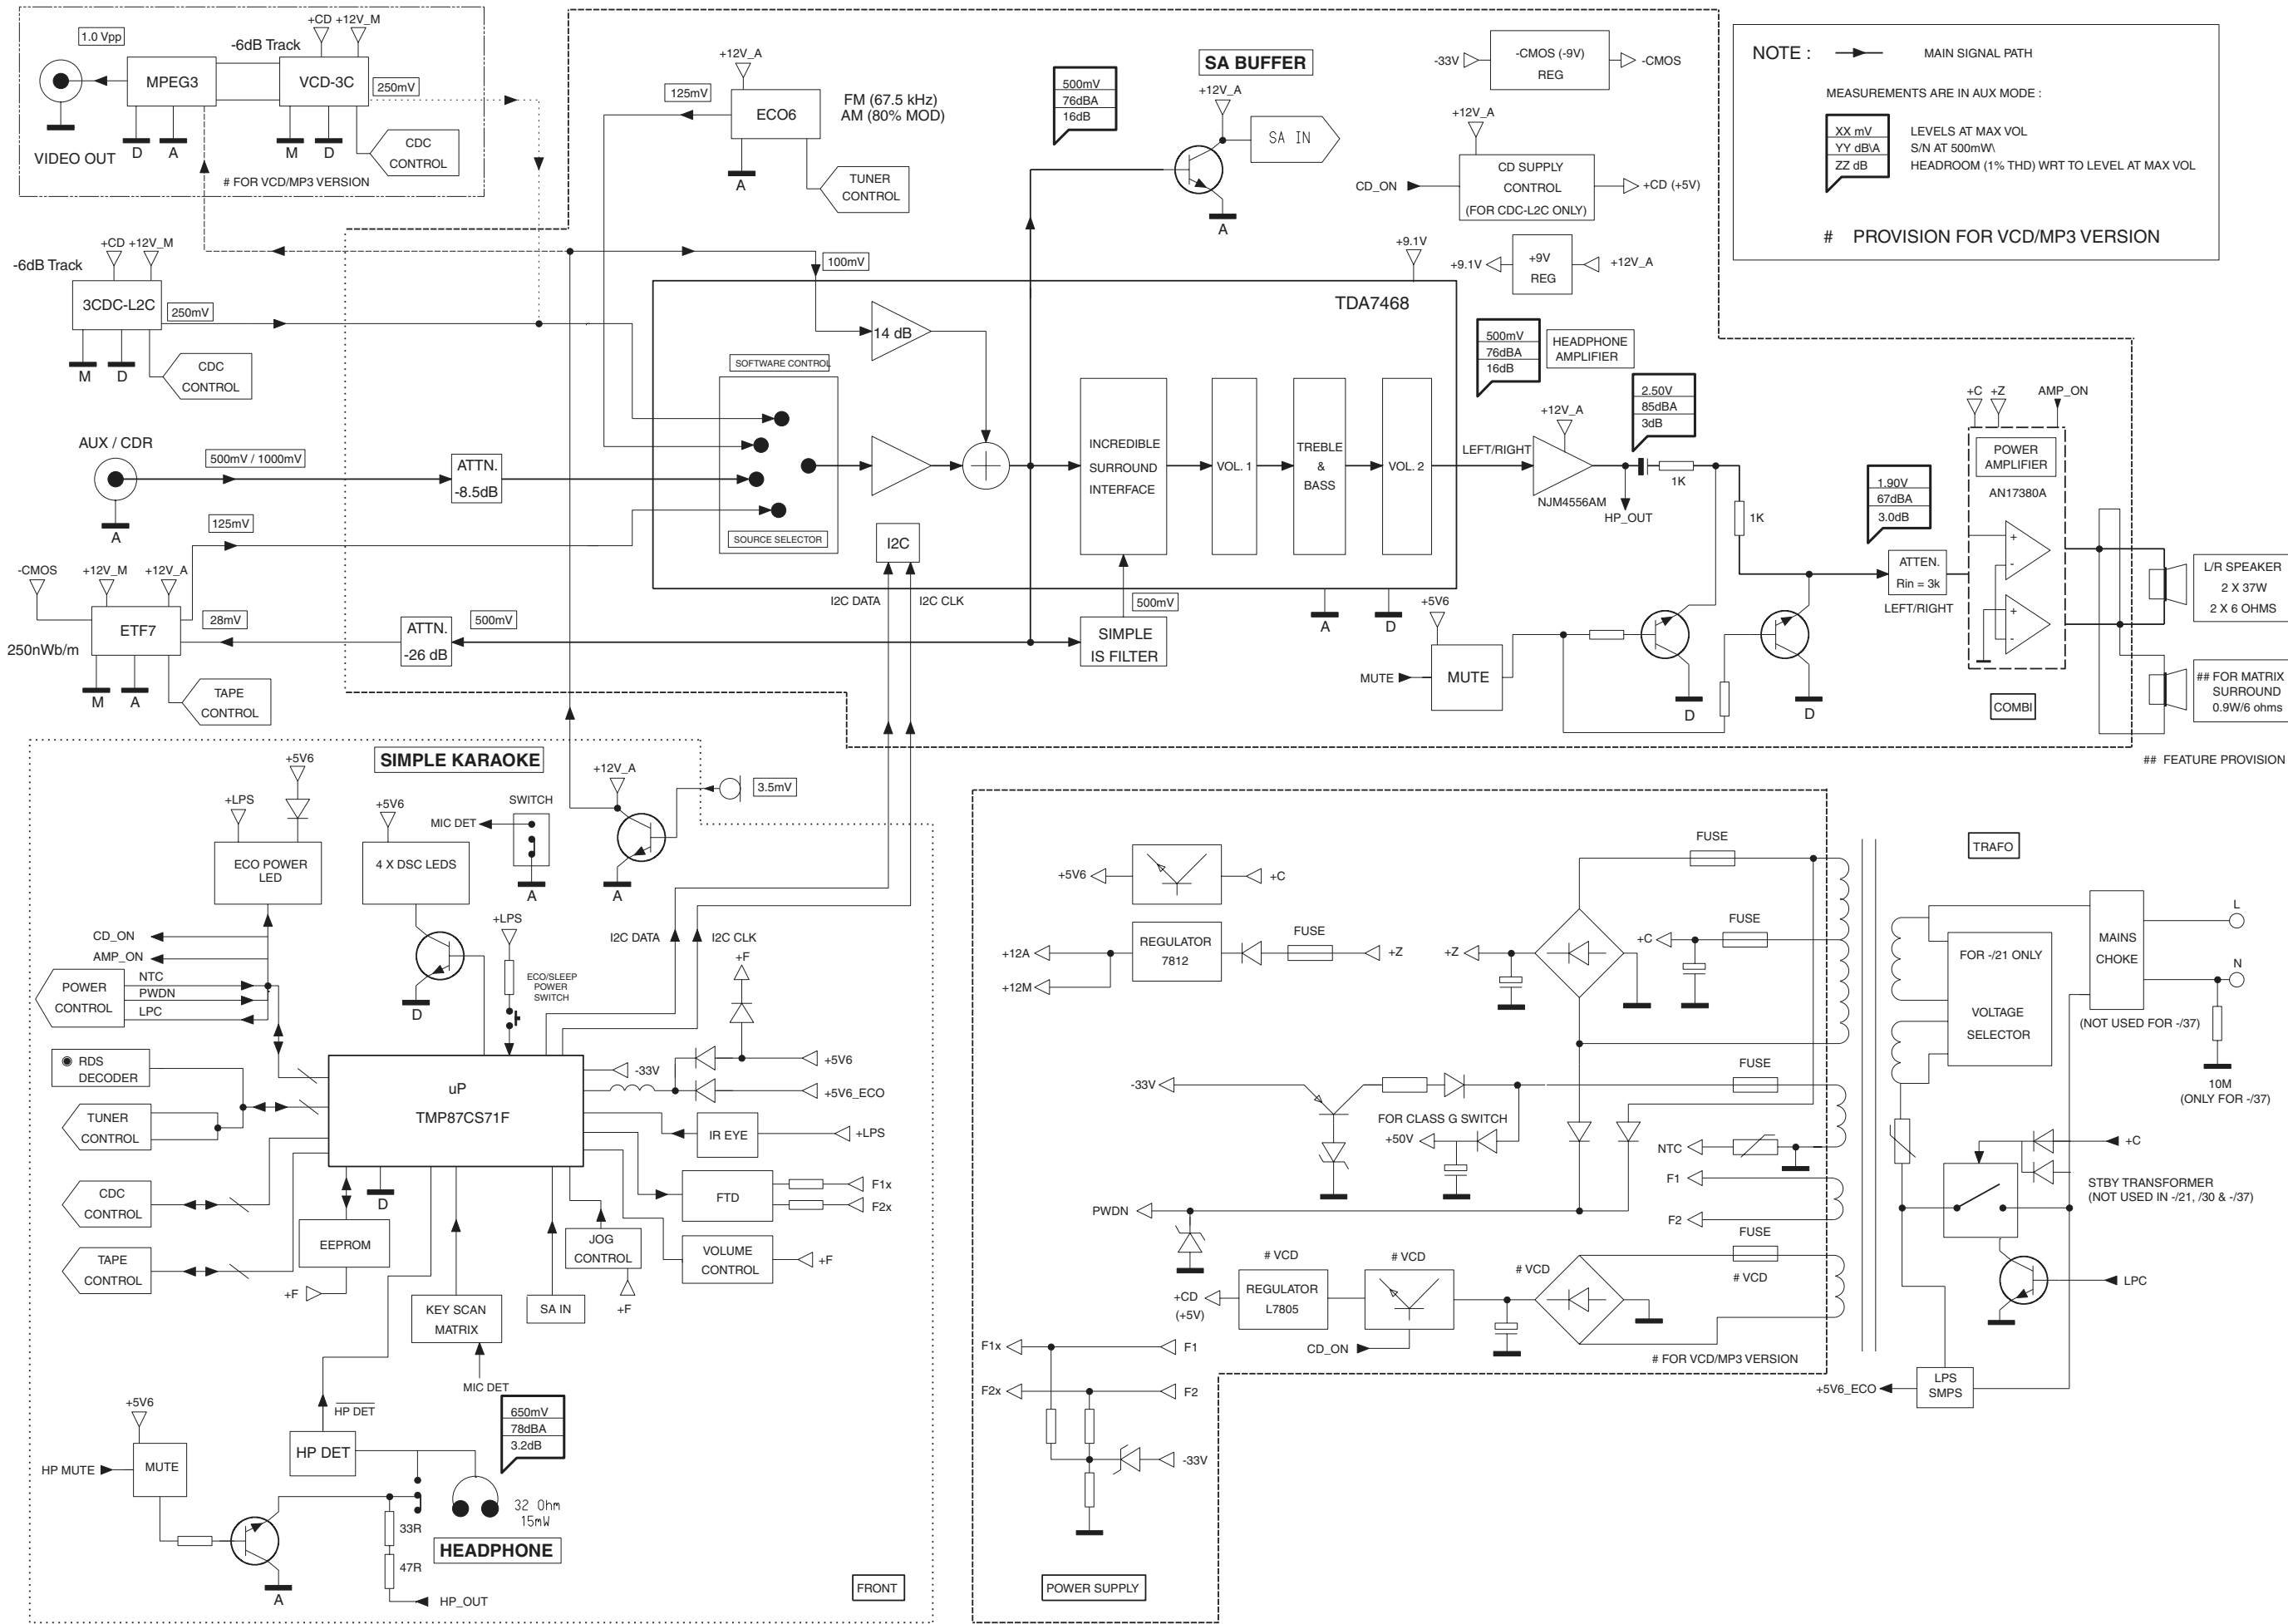 +CD +12V_M
1.0 Vpp
-6dB Track
MPEG3
VCD-3C
250mV
VIDEO OUT
D
A
M
D
CDC
CONTROL
# FOR VCD/MP3 VERSION
+12V_A
125mV
ECO6
FM (67.5 kHz)
AM (80% MOD)
A
TUNER
CONTROL
500mV
76dBA
16dB
SA BUFFER
+12V_A
SA IN
A
-33V
-CMOS (-9V)
REG
-CMOS
+12V_A
CD_ON
CD SUPPLY
CONTROL
(FOR CDC-L2C ONLY)
+CD (+5V)
+9.1V
+9.1V
+9V
REG
+12V_A
NOTE :
MAIN SIGNAL PATH
MEASUREMENTS ARE IN AUX MODE :
XX mV
YY dB\A
ZZ dB
LEVELS AT MAX VOL
S/N AT 500mW\
HEADROOM (1% THD) WRT TO LEVEL AT MAX VOL
# PROVISION FOR VCD/MP3 VERSION
+CD +12V_M
-6dB Track
3CDC-L2C
250mV
M
D
CDC
CONTROL
AUX / CDR
500mV / 1000mV
ATTN.
-8.5dB
A
125mV
-CMOS
+12V_M
+12V_A
ETF7
250nWb/m
28mV
ATTN.
-26 dB
500mV
M
A
TAPE
CONTROL
100mV
TDA7468
14 dB
SOFTWARE CONTROL
SOURCE SELECTOR
I2C
INCREDIBLE
SURROUND
INTERFACE
VOL. 1
TREBLE
&
BASS
VOL. 2
I2C DATA
I2C CLK
500mV
SIMPLE
IS FILTER
A
D
500mV
76dBA
16dB
HEADPHONE
AMPLIFIER
LEFT/RIGHT
+12V_A
NJM4556AM
HP_OUT
2.50V
85dBA
3dB
1K
1K
+5V6
MUTE
MUTE
D
D
1.90V
67dBA
3.0dB
ATTEN.
Rin = 3k
LEFT/RIGHT
+C
+Z
AMP_ON
POWER
AMPLIFIER
AN17380A
+
-
+
-
COMBI
L/R SPEAKER
2 X 37W
2 X 6 OHMS
## FOR MATRIX
SURROUND
0.9W/6 ohms
## FEATURE PROVISION
SIMPLE KARAOKE
+5V6
+LPS
+5V6
SWITCH
MIC DET
+12V_A
3.5mV
ECO POWER
LED
4 X DSC LEDS
A
A
CD_ON
AMP_ON
POWER
CONTROL
NTC
PWDN
LPC
D
+LPS
ECO/SLEEP
POWER
SWITCH
I2C DATA
I2C CLK
+F
RDS
DECODER
TUNER
CONTROL
CDC
CONTROL
TAPE
CONTROL
uP
TMP87CS71F
-33V
+5V6
+5V6_ECO
IR EYE
+LPS
FTD
F1x
F2x
VOLUME
CONTROL
+F
JOG
CONTROL
+F
D
EEPROM
+F
KEY SCAN
MATRIX
SA IN
MIC DET
HP DET
HP DET
650mV
78dBA
3.2dB
+5V6
HP MUTE
MUTE
A
33R
47R
HP_OUT
32 Ohm
15mW
HEADPHONE
FRONT
+5V6
+C
+12A
+12M
REGULATOR
7812
FUSE
+Z
+Z
+C
FUSE
FUSE
TRAFO
-33V
FOR CLASS G SWITCH
+50V
FUSE
NTC
F1
F2
PWDN
FUSE
# VCD
# VCD
# VCD
# VCD
+CD
(+5V)
REGULATOR
L7805
CD_ON
# FOR VCD/MP3 VERSION
F1x
F1
F2x
F2
-33V
POWER SUPPLY
FOR -/21 ONLY
VOLTAGE
SELECTOR
MAINS
CHOKE
(NOT USED FOR -/37)
L
N
10M
(ONLY FOR -/37)
+C
STBY TRANSFORMER
(NOT USED IN -/21, /30 & -/37)
LPC
LPS
SMPS
+5V6_ECO